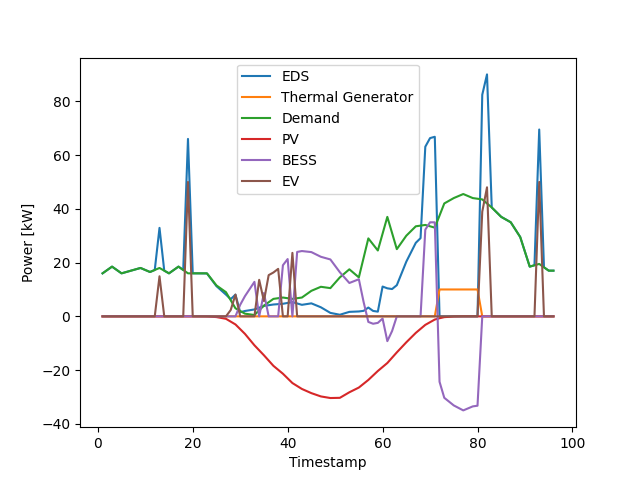 EDS
Thermal Generator
Demand
PV
BESS
EV
Power [kW]
80
60
40
20
0
−20
−40
0 20 40 60 80 100
Timestamp